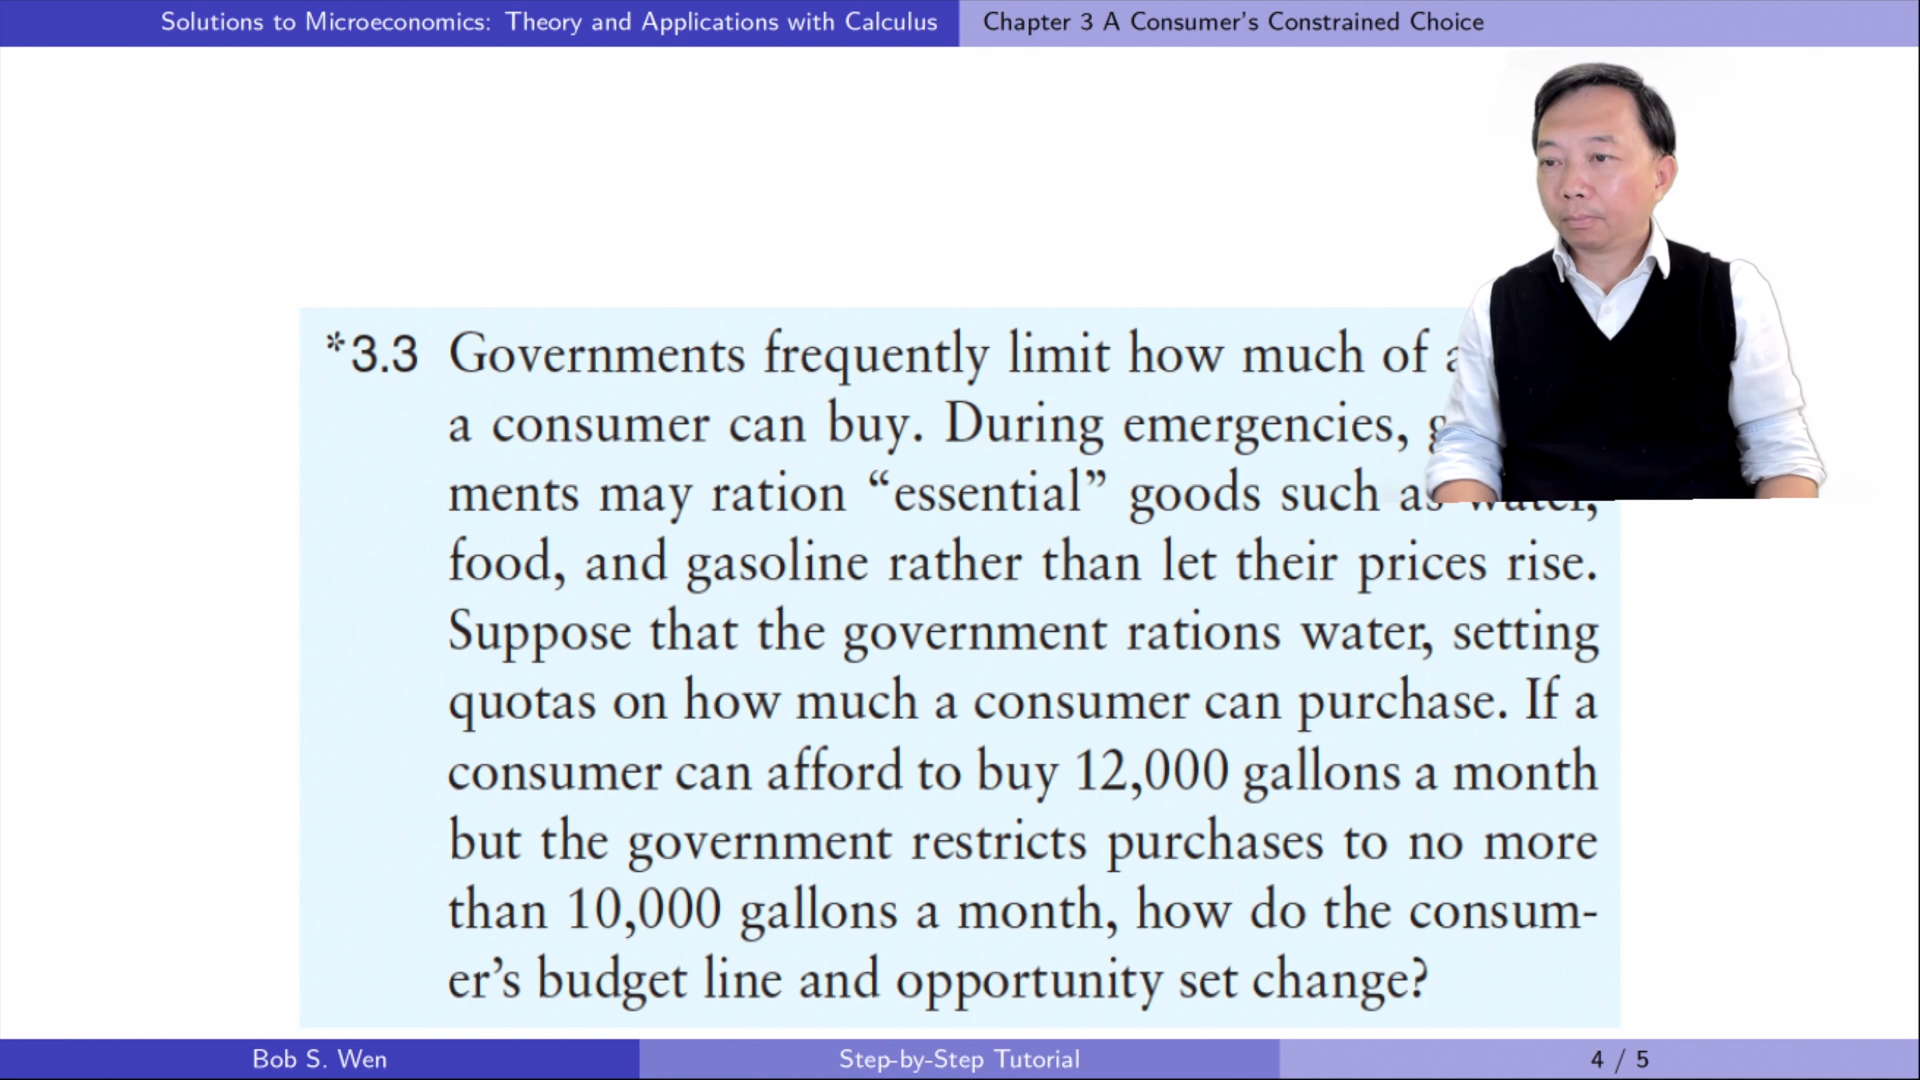 Solutions to Microeconomics: Theory and Applications with Calculus
Chapter 3 A Consumer's Constrained Choice
*3.3 Governments frequently limit how much of
a consumer can buy. During emergencies,
ments may ration “essential” goods such as water,
food, and gasoline rather than let their prices rise.
Suppose that the government rations water, setting
quotas on how much a consumer can purchase. If a
consumer can afford to buy 12,000 gallons a month
but the government restricts purchases to no more
than 10,000 gallons a month, how do the consum-
er’s budget line and opportunity set change?
Bob S. Wen
Step-by-Step Tutorial
4 / 5